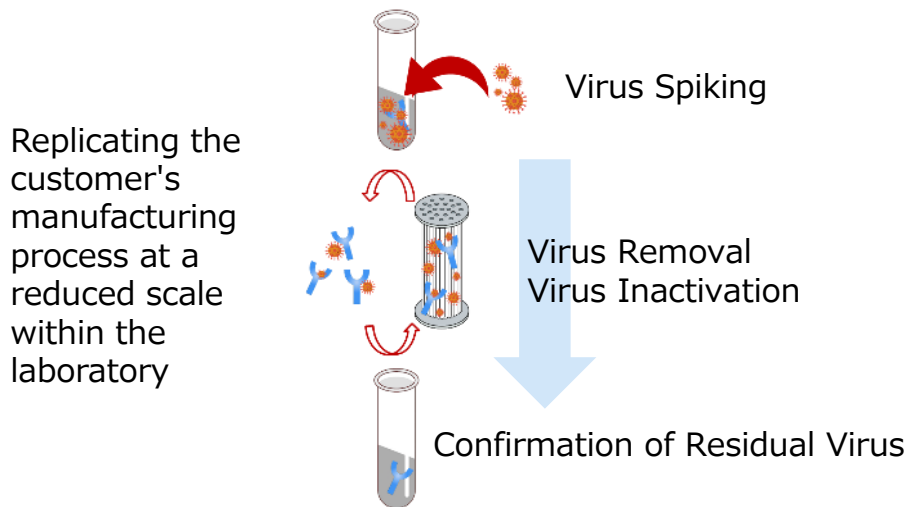 Virus Spiking
Replicating the
customer's
manufacturing
process at a
reduced scale
within the
laboratory
Virus Removal
Virus Inactivation
Confirmation of Residual Virus